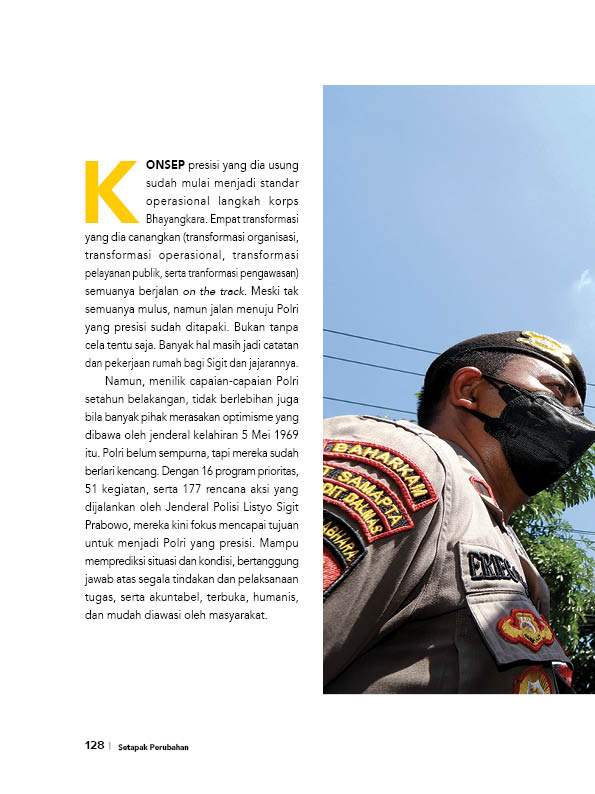 KONSEP presisi yang dia usung
sudah mulai menjadi standar
operasional langkah korps
Bhayangkara. Empat transformasi
yang dia canangkan (transformasi organisasi,
transformasi operasional, transformasi
pelayanan publik, serta tranformasi pengawasan)
semuanya berjalan on the track. Meski tak
semuanya mulus, namun jalan menuju Polri
yang presisi sudah ditapaki. Bukan tanpa
cela tentu saja. Banyak hal masih jadi catatan
dan pekerjaan rumah bagi Sigit dan jajarannya.
Namun, menilik capaian-capaian Polri
setahun belakangan, tidak berlebihan juga
bila banyak pihak merasakan optimisme yang
dibawa oleh jenderal kelahiran 5 Mei 1969
itu. Polri belum sempurna, tapi mereka sudah
berlari kencang. Dengan 16 program prioritas,
51 kegiatan, serta 177 rencana aksi yang
dijalankan oleh Jenderal Polisi Listyo Sigit
Prabowo, mereka kini fokus mencapai tujuan
untuk menjadi Polri yang presisi. Mampu
memprediksi situasi dan kondisi, bertanggung
jawab atas segala tindakan dan pelaksanaan
tugas, serta akuntabel, terbuka, humanis,
dan mudah diawasi oleh masyarakat.
BAHARKAM
SAMAPTA
DIT BALMAS
128 | Setapak Perubahan